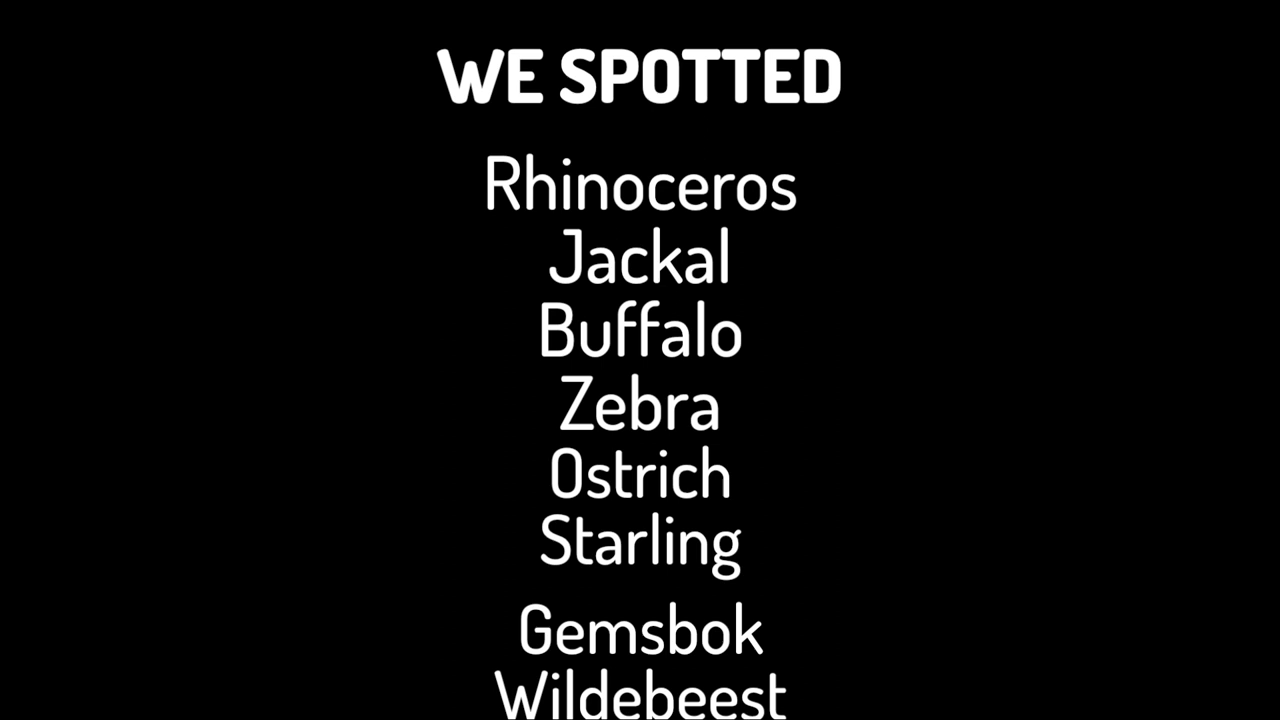 WE SPOTTED
Rhinoceros
Jackal
Buffalo
Zebra
Ostrich
Starling
Gemsbok
Wildebeest